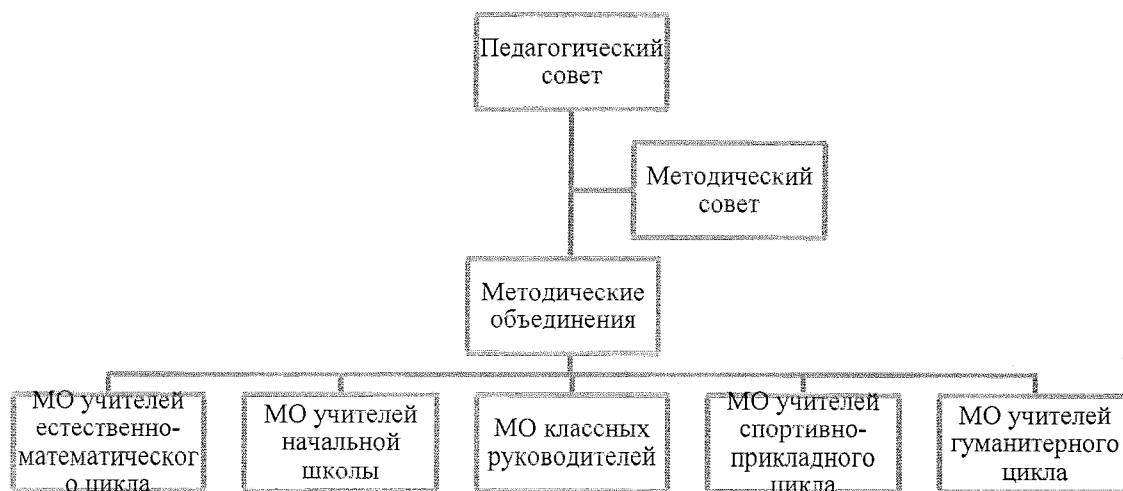 Педагогический
совет
Методический
совет
Методические
объединения
МО учителей
естественно-
математическог
о цикла
МО учителей
начальной
школы
МО классных
руководителей
МО учителей
спортивно-
прикладного
цикла
МО учителей
гуманитерного
цикла